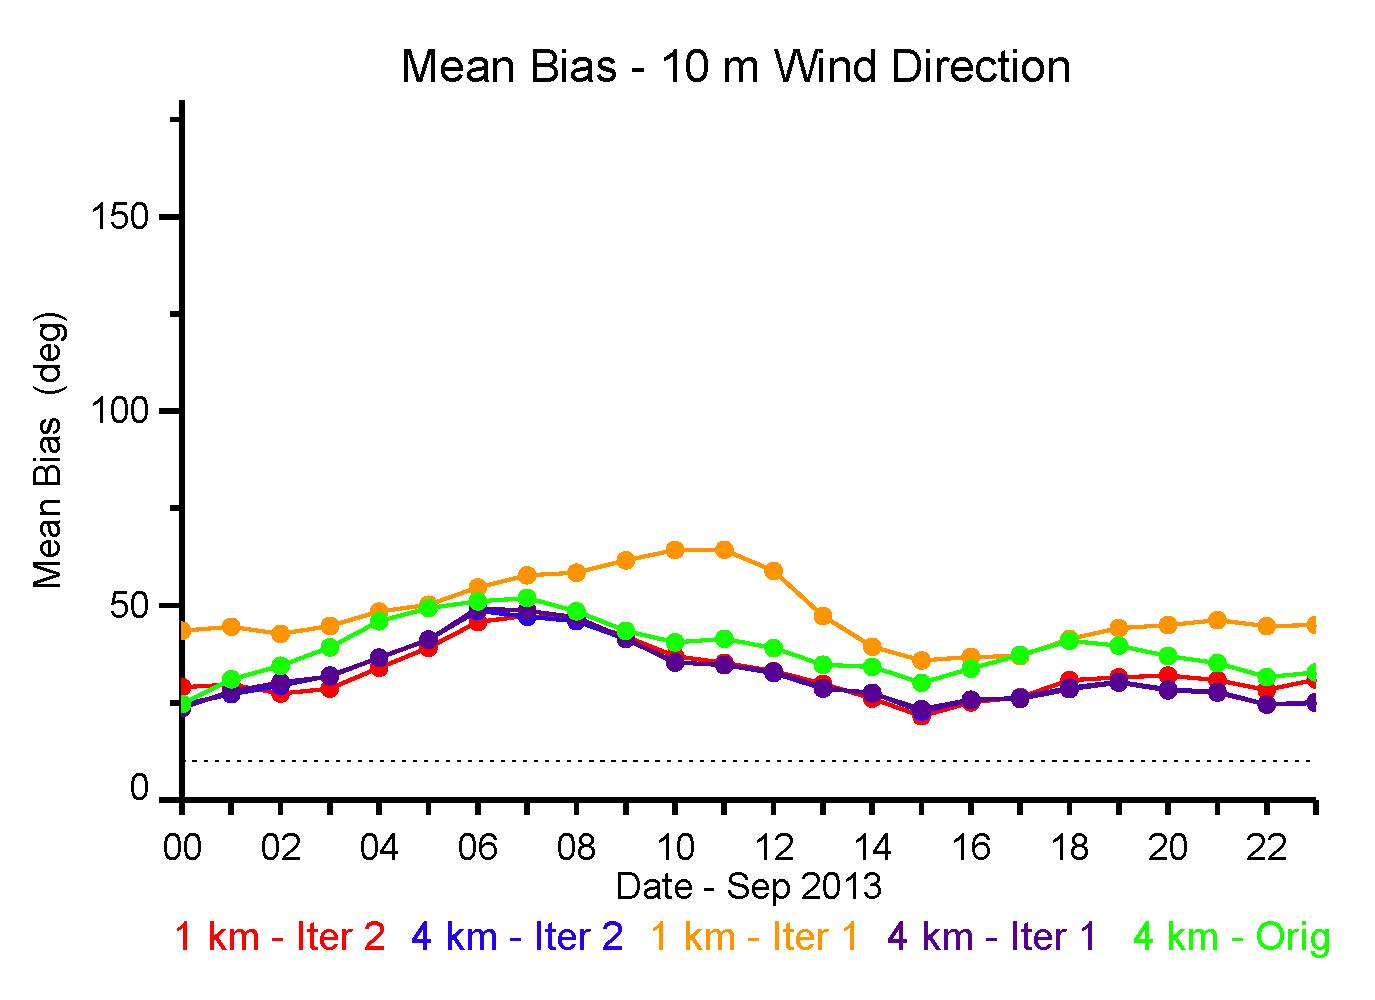 Mean Bias - 10 m Wind Direction
Mean Bias (deg)
150
100
50
0
00 02 04 06 08 10 12 14 16 18 20 22
Date - Sep 2013
1 km - Iter 2 4 km - Iter 2 1 km - Iter 1 4 km - Iter 1 4 km - Orig